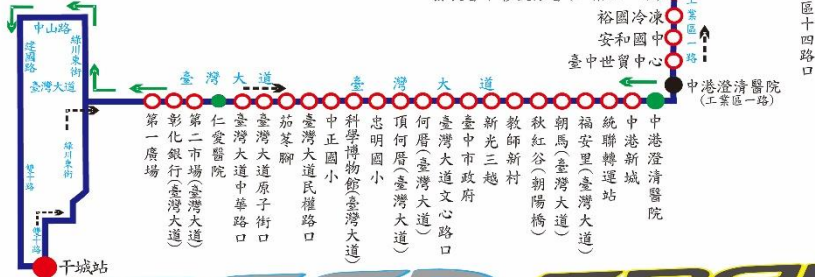 裕國冷凍
安和國中
臺中世貿中心
工業區一路
區十四路口
中港澄清醫院
(工業區一路)
中山路
建國路
綠川東街
臺灣大道
臺灣大道
臺灣大道
綠川東街
雙十路
雙十路
干城站
第一廣場
彰化銀行(臺灣大道)
第二市場(臺灣大道)
仁愛醫院
臺灣大道中華路口
臺灣大道原子街口
茄苳腳
臺灣大道民權路口
中正國小
科學博物館(臺灣大道)
忠明國小
頂何厝(臺灣大道)
何厝(臺灣大道)
臺灣大道文心路口
臺中市政府
新光三越
教師新村
秋紅谷(朝陽橋)
朝馬(臺灣大道)
福安里(臺灣大道)
統聯轉運站
中港新城
中港澄清醫院